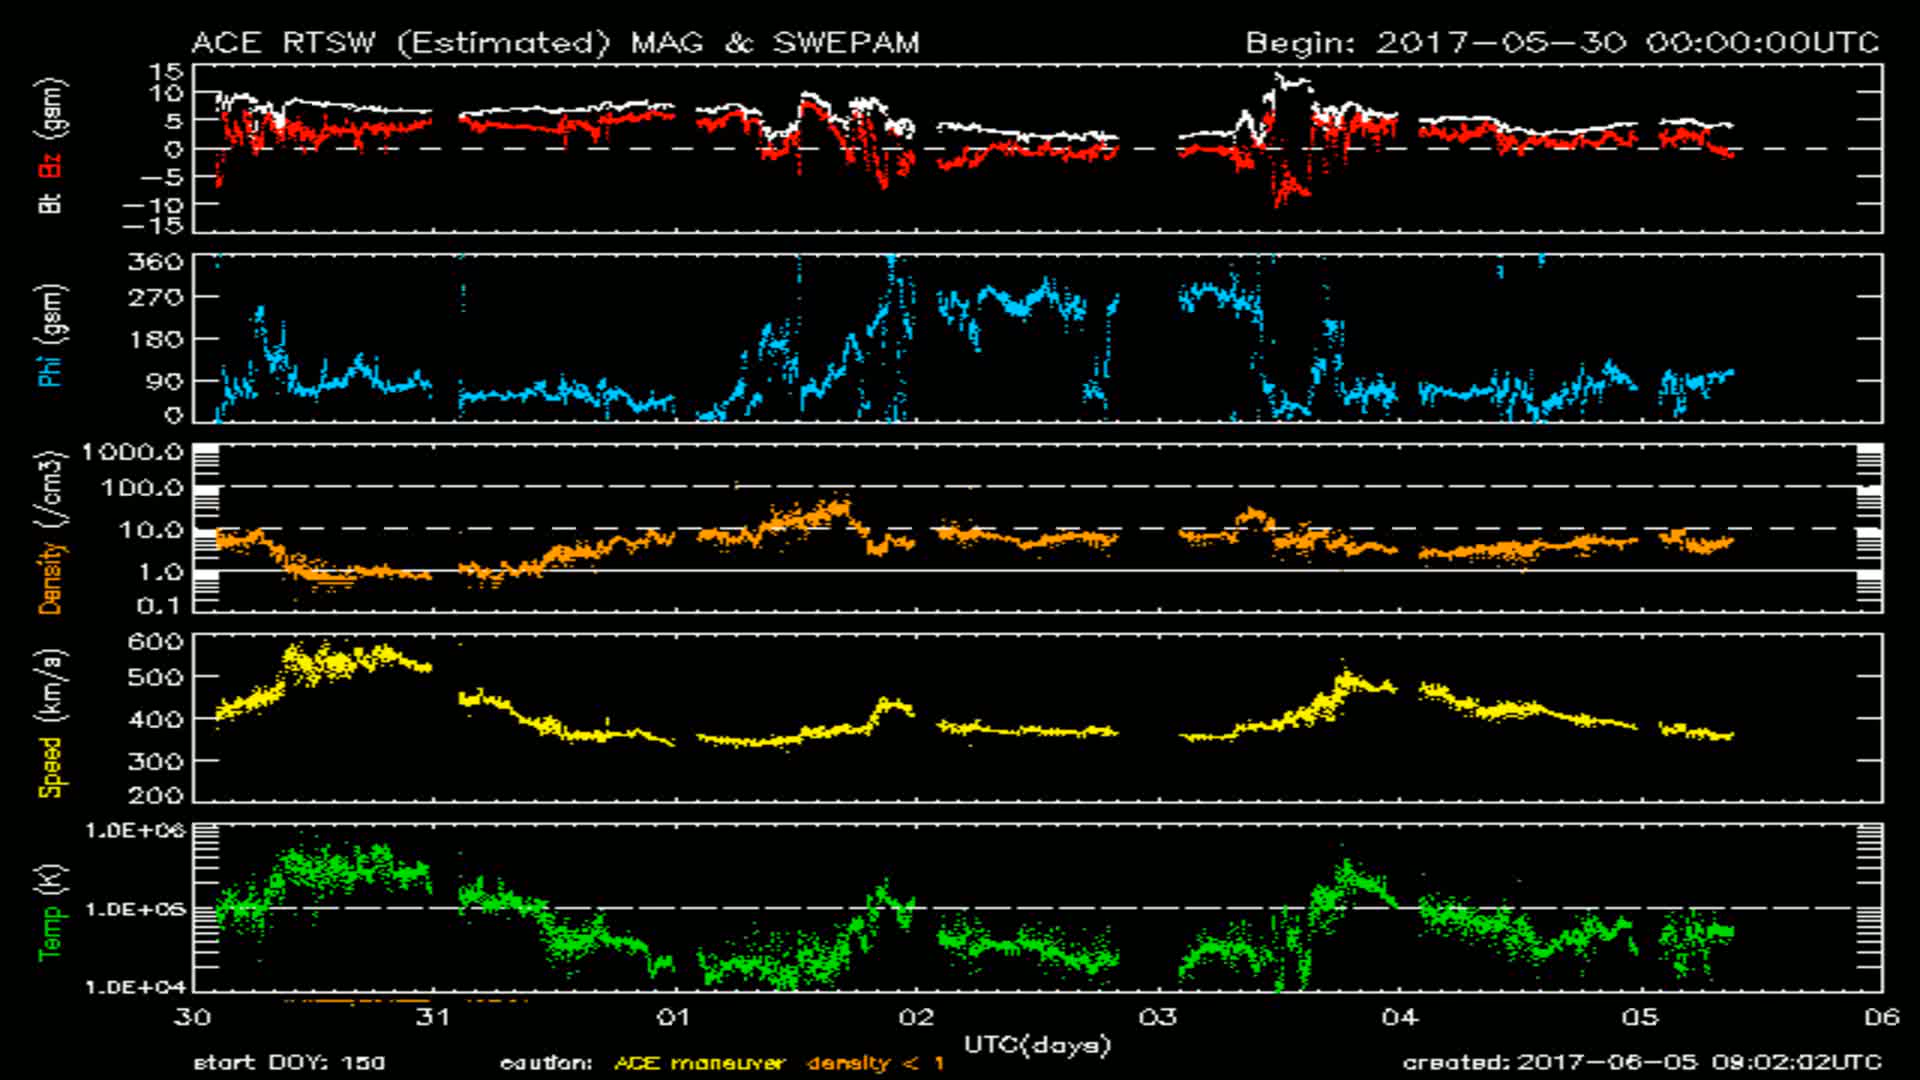 ACE RTSW (Estimated) MAG & SWEPAM
Begin: 2017-05-30 00:00:00UTC
Bt Bz (gsm)
15
10
5
0
-5
-10
-15
Phi (gsm)
360
270
180
90
0
Density (/cm3)
1000.0
100.0
10.0
1.0
0.1
Speed (km/s)
600
500
400
300
200
Temp (K)
1.0E+06
1.0E+05
1.0E+04
30 31 01 02 03 04 05 06
UTC(days)
start DOY: 150
caution: ACE maneuver density < 1
created: 2017-06-05 09:02:02UTC